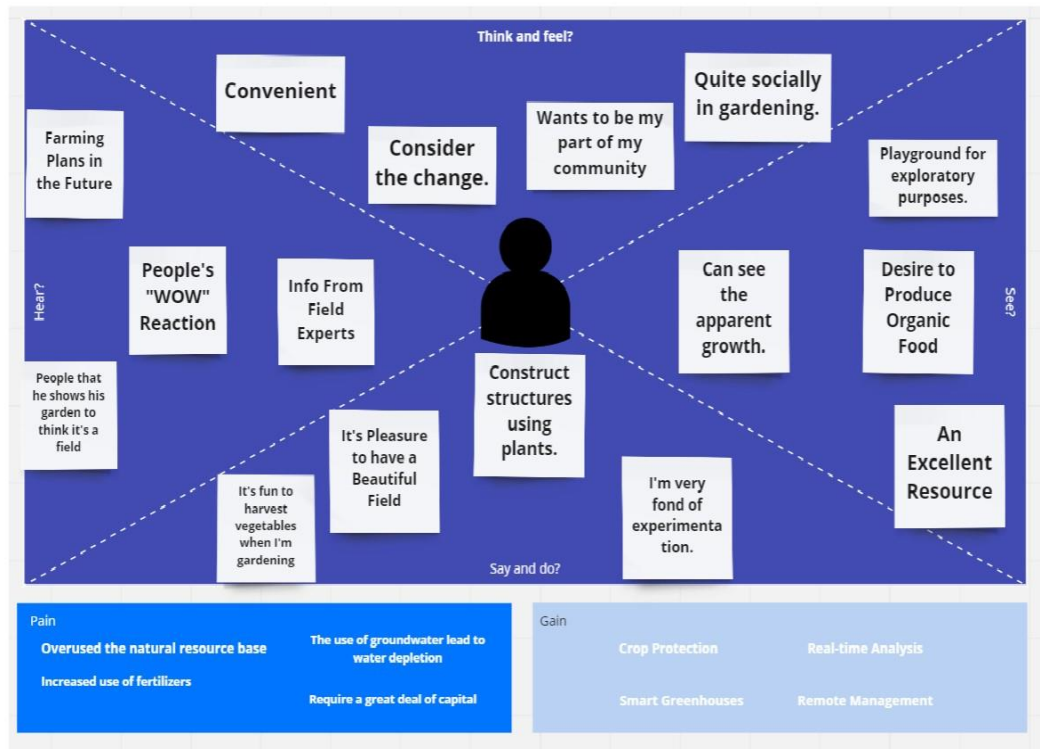 Think and feel?
Convenient
Consider
the change.
Wants to be my
part of my
community
Quite socially
in gardening.
Farming
Plans in
the Future
People's
"WOW"
Reaction
Info From
Field
Experts
Hear?
People that
he shows his
garden to
think it's a
field
Playground for
exploratory
purposes.
Can see
the
apparent
growth.
Desire to
Produce
Organic
Food
See?
An
Excellent
Resource
Construct
structures
using
plants.
It's Pleasure
to have a
Beautiful
Field
It's fun to
harvest
vegetables
when I'm
gardening
I'm very
fond of
experimenta
tion.
Say and do?
Pain
Overused the natural resource base
Increased use of fertilizers
The use of groundwater lead to
water depletion
Require a great deal of capital
Gain
Crop Protection
Real-time Analysis
Smart Greenhouses
Remote Management